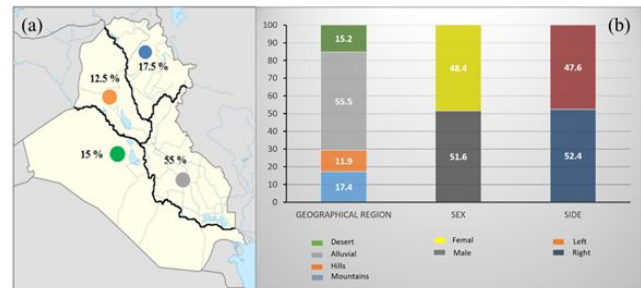 (a)
17.5 %
12.5 %
15 %
55 %
(b)
100
90
80
70
60
50
40
30
20
10
0
15.2
55.5
11.9
17.4
48.4
51.6
47.6
52.4
GEOGRAPHICAL REGION
SEX
SIDE
Desert
Alluvial
Hills
Mountains
Femal
Male
Left
Right